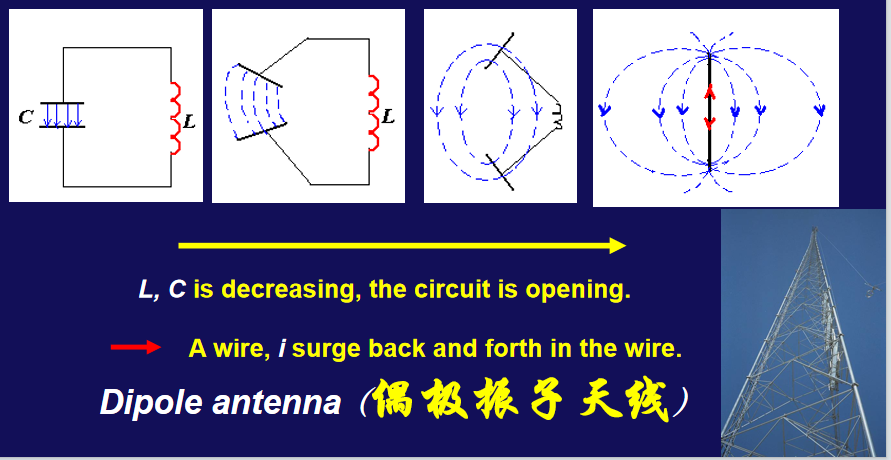 C
L
L
L
L, C is decreasing, the circuit is opening.
A wire, i surge back and forth in the wire.
Dipole antenna（偶极振子天线）